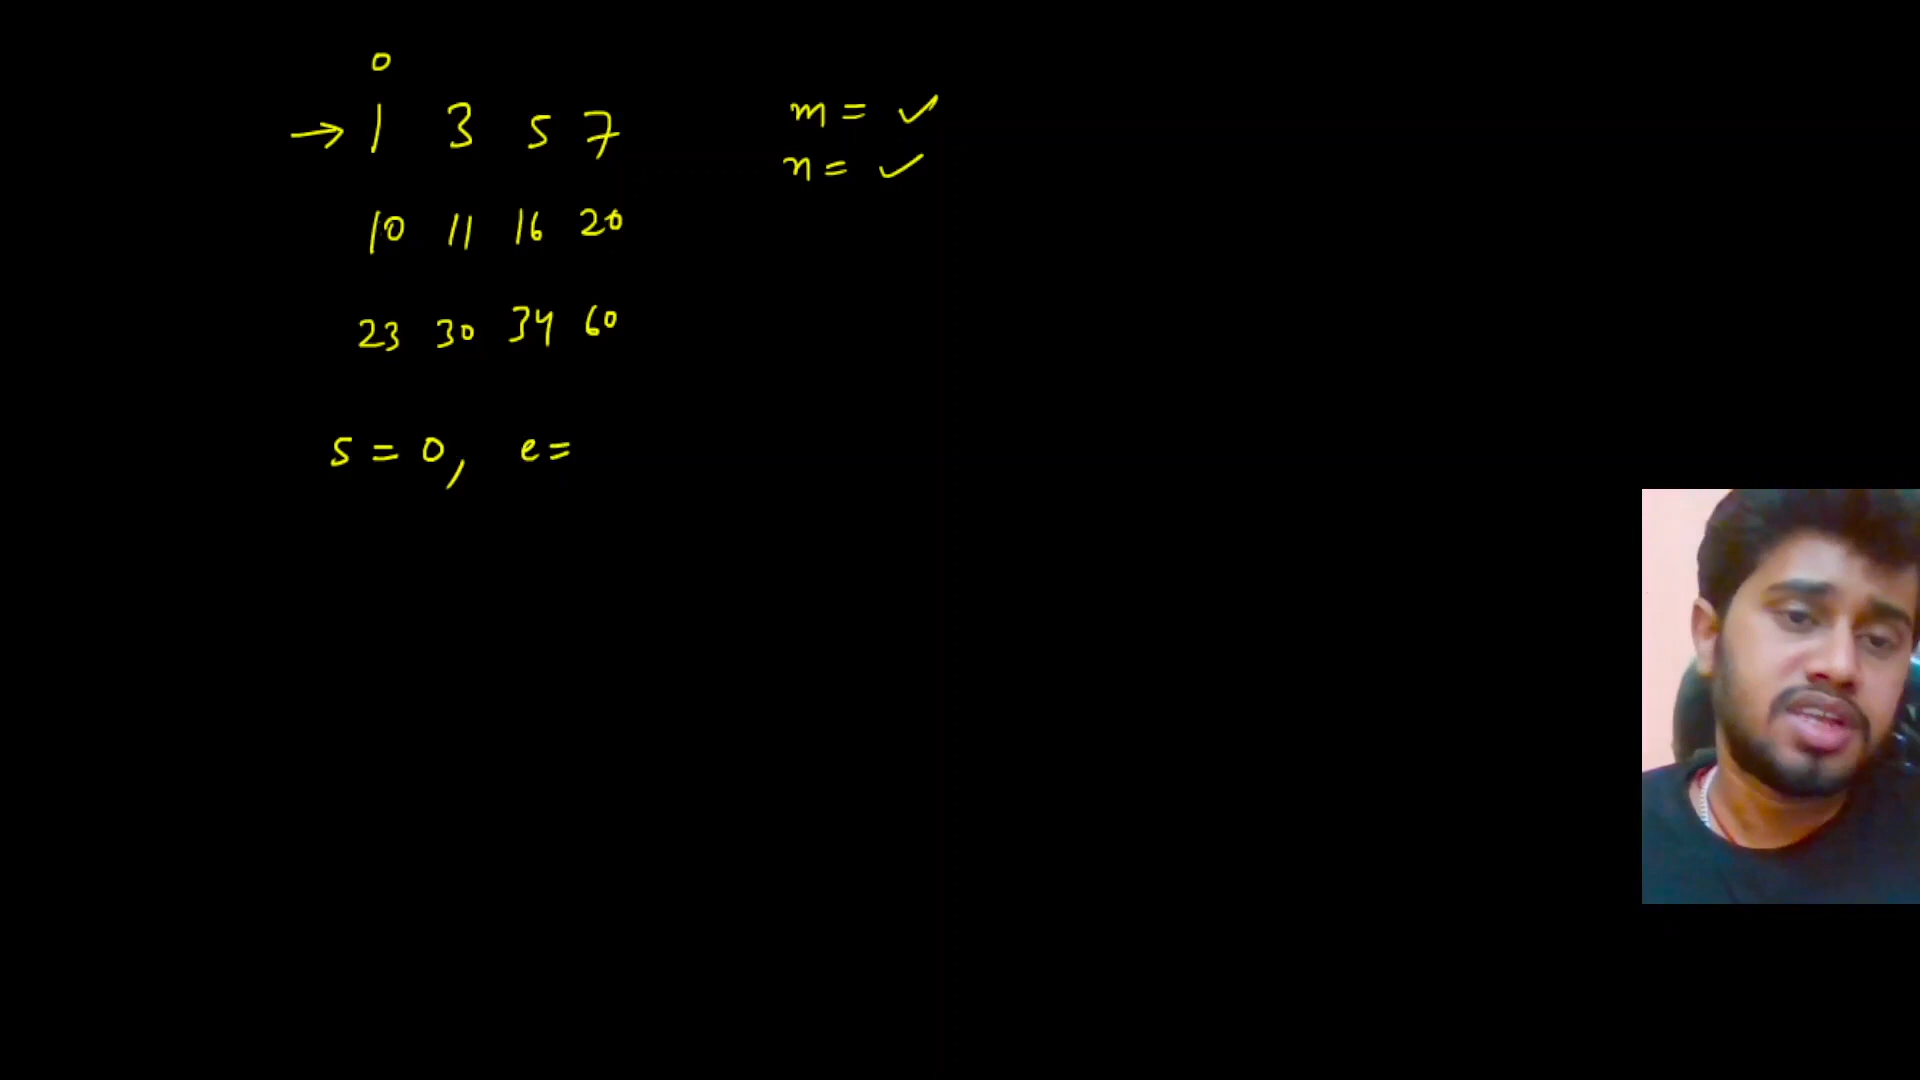 0
→ 1 3 5 7
m = ✓
n = ✓
10 11 16 20
23 30 34 60
s = 0, e =